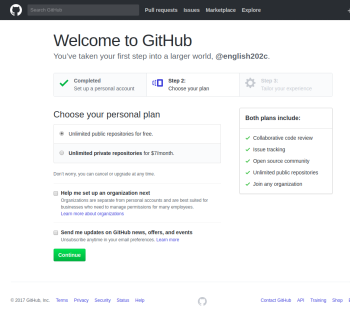 Search GitHub
Pull requests Issues Marketplace Explore
Welcome to GitHub
You've taken your first step into a larger world, @english202c.
Completed
Set up a personal account
Step 2:
Choose your plan
Step 3:
Tailor your experience
Choose your personal plan
Unlimited public repositories for free.
Unlimited private repositories for $7/month.
Don't worry, you can cancel or upgrade at any time.
Help me set up an organization next
Organizations are separate from personal accounts and are best suited for
businesses who need to manage permissions for many employees.
Learn more about organizations
Send me updates on GitHub news, offers, and events
Unsubscribe anytime in your email preferences. Learn more
Continue
Both plans include:
Collaborative code review
Issue tracking
Open source community
Unlimited public repositories
Join any organization
© 2017 GitHub, Inc. Terms Privacy Security Status Help
Contact GitHub API Training Shop Blog About